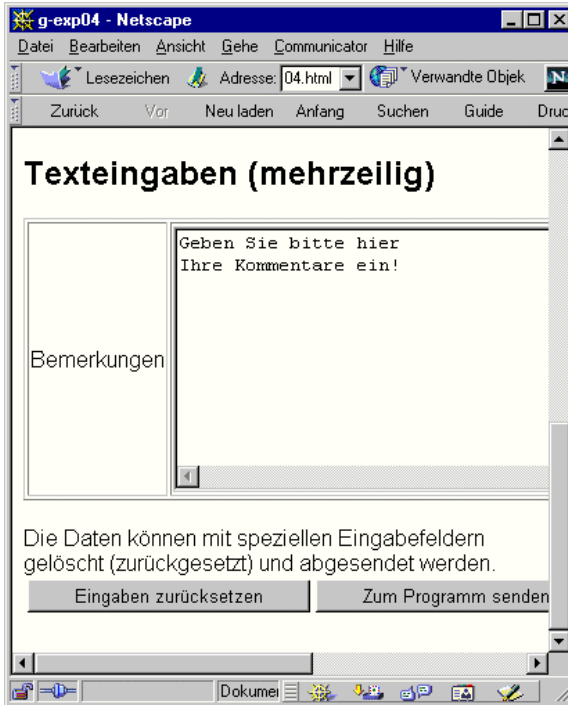 g-exp04 - Netscape
Datei Bearbeiten Ansicht Gehe Communicator Hilfe
Lesezeichen Adresse: 04.html Verwandte Objek N
Zurück Vor Neu laden Anfang Suchen Guide Druc
Texteingaben (mehrzeilig)
Geben Sie bitte hier
Ihre Kommentare ein!
Bemerkungen
Die Daten können mit speziellen Eingabefeldern
gelöscht (zurückgesetzt) und abgesendet werden.
Eingaben zurücksetzen Zum Programm senden
Dokumei